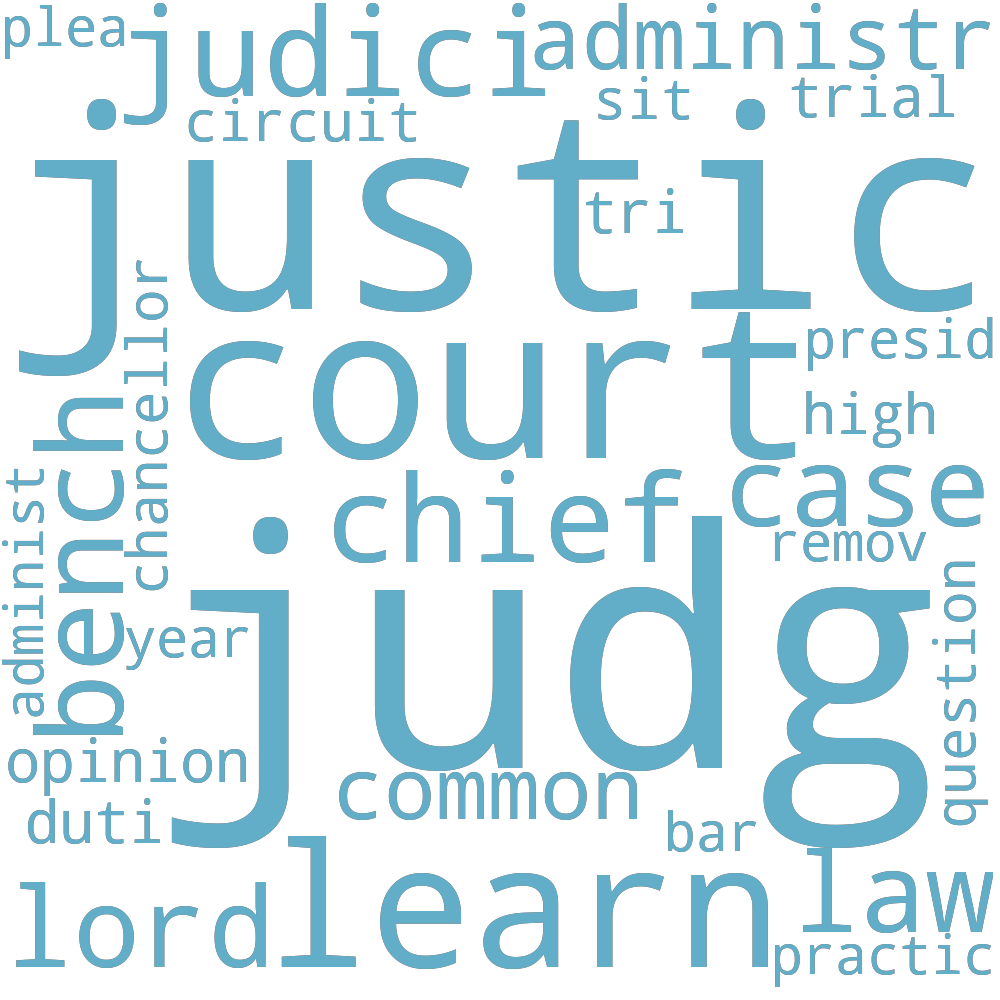 plea
judici
administr
circuit
sit
trial
justic
tri
chancellor
court
presid
high
bench
chief
case
administ
remov
judg
year
question
opinion
common
duti
bar
lord
learn
law
practic